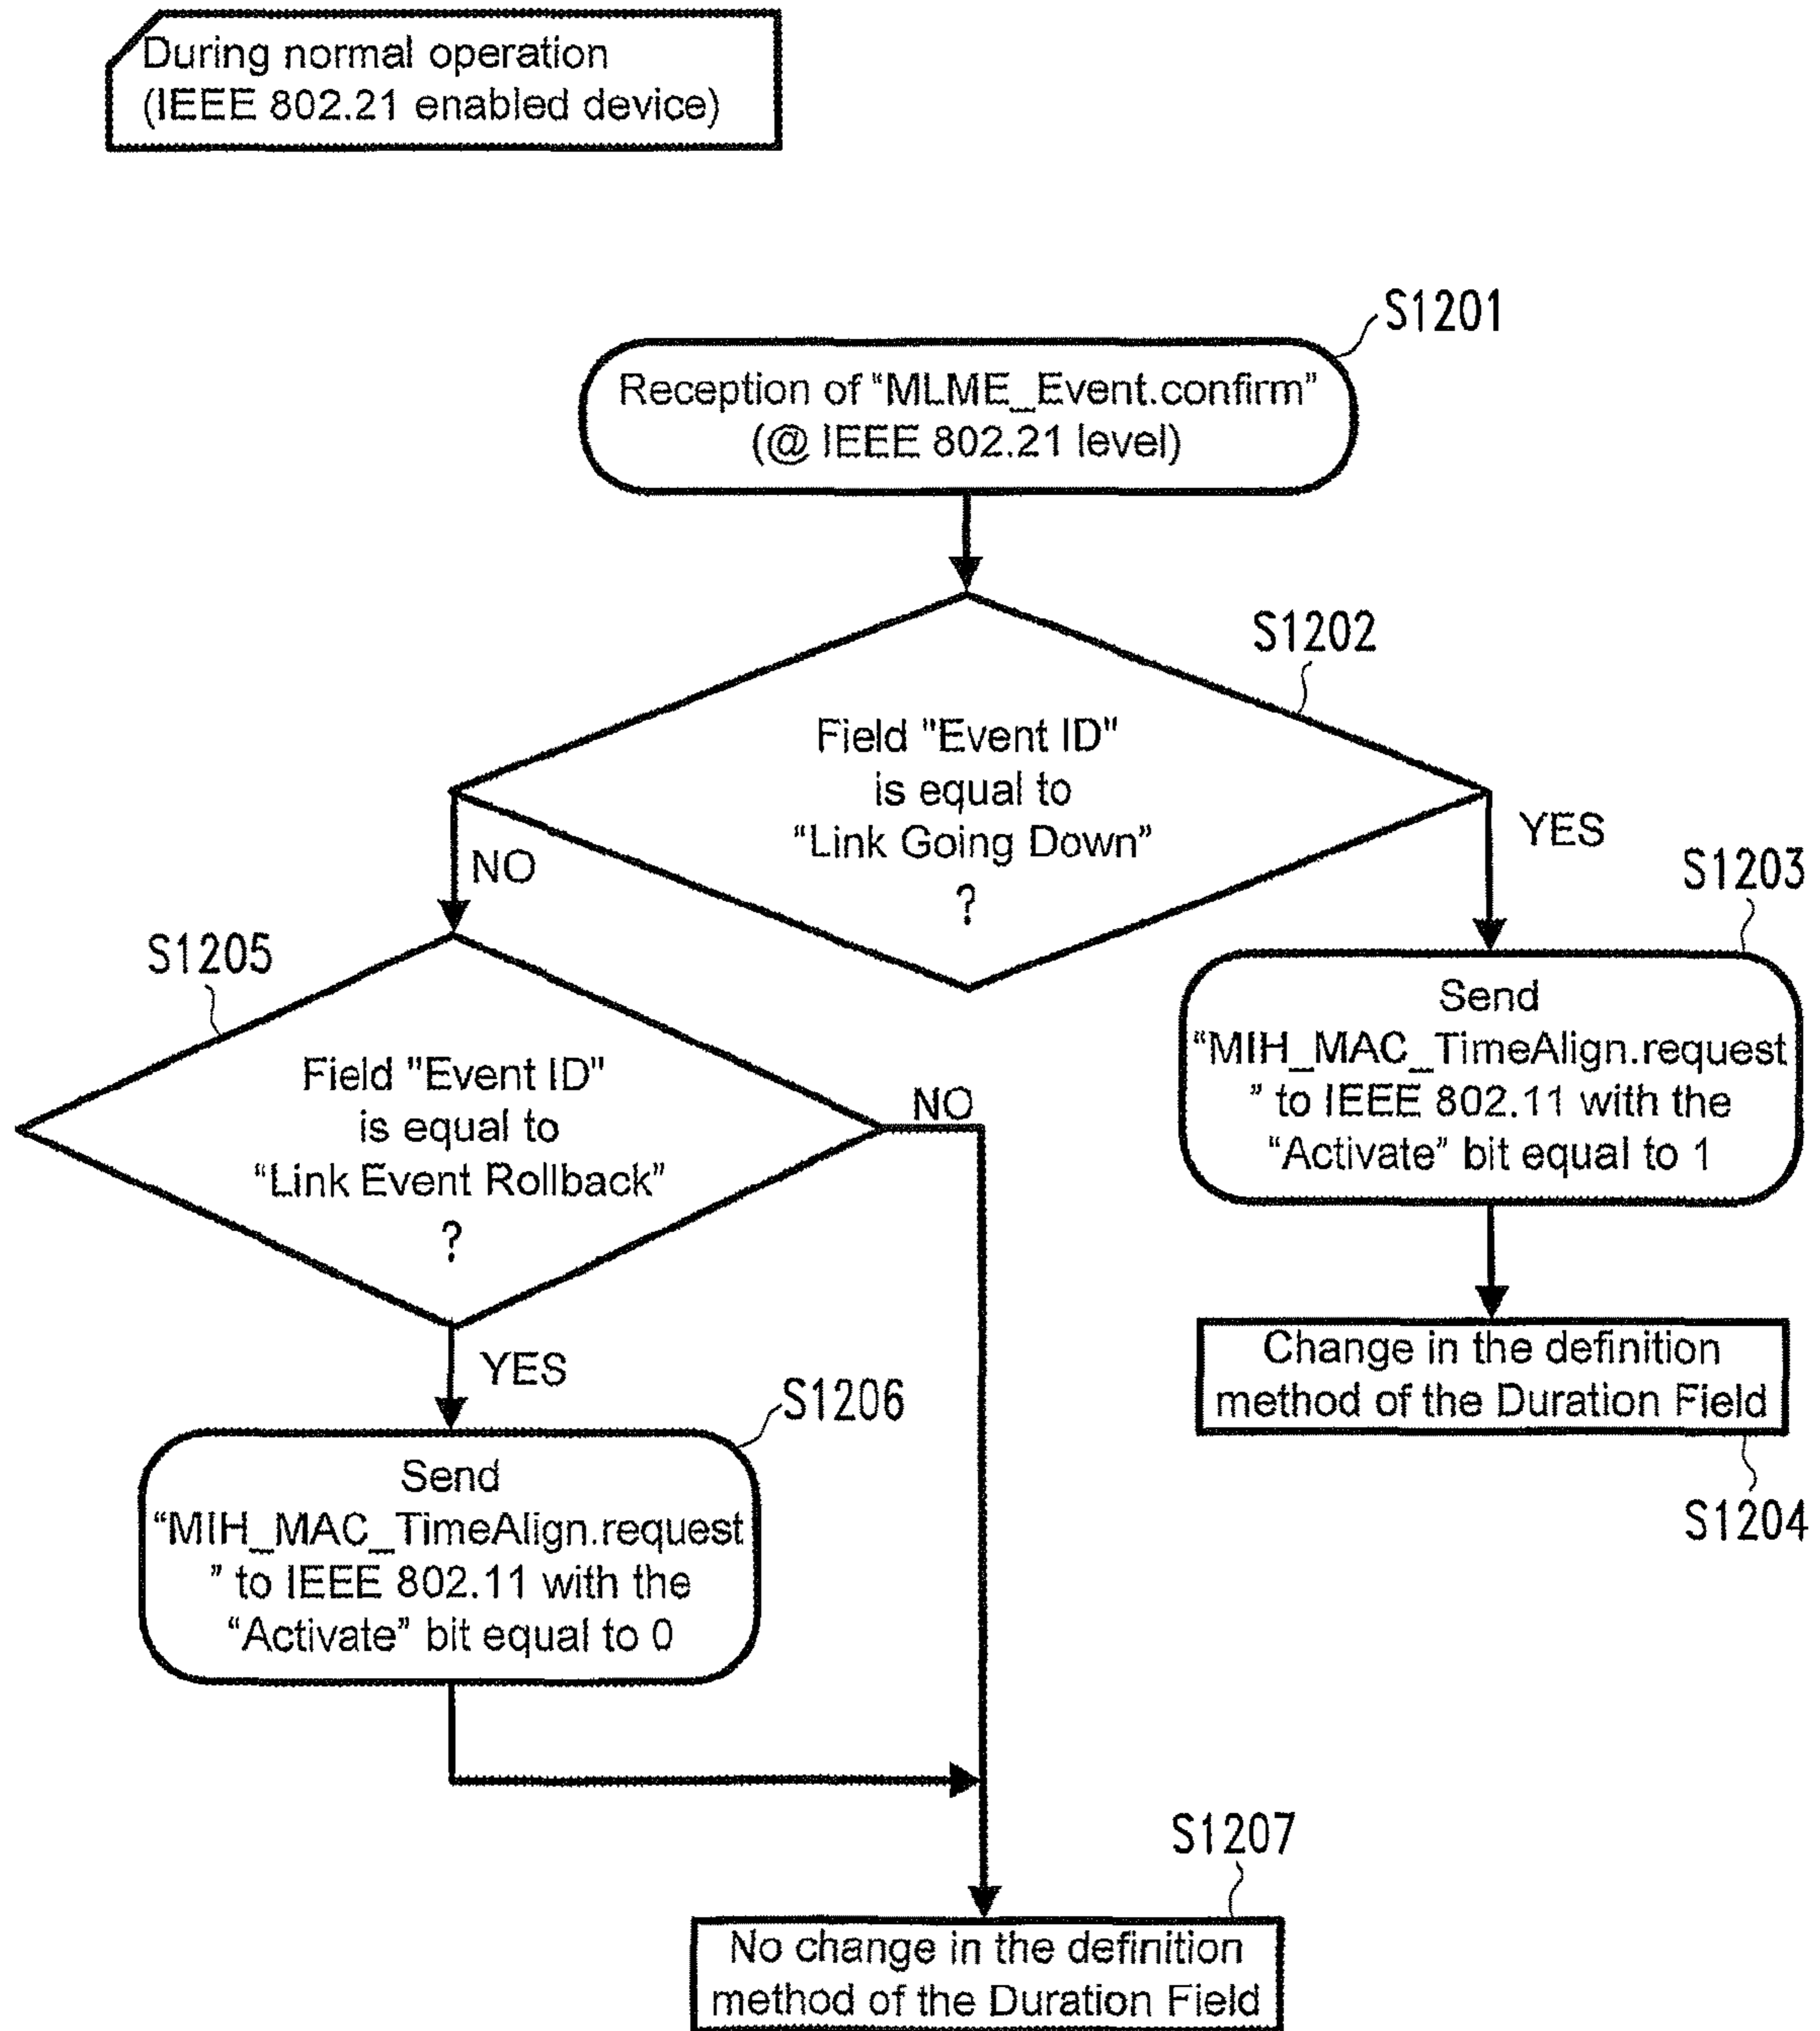 During normal operation
(IEEE 802.21 enabled device)
S1201
Reception of “MLME_Event.confirm”
(@ IEEE 802.21 level)
S1202
Field "Event ID"
is equal to
“Link Going Down”
?
YES
NO
S1203
Send
“MIH_MAC_TimeAlign.request
” to IEEE 802.11 with the
“Activate” bit equal to 1
S1205
Field "Event ID"
is equal to
“Link Event Rollback”
?
NO
YES
Change in the definition
method of the Duration Field
S1204
S1206
Send
“MIH_MAC_TimeAlign.request
” to IEEE 802.11 with the
“Activate” bit equal to 0
S1207
No change in the definition
method of the Duration Field